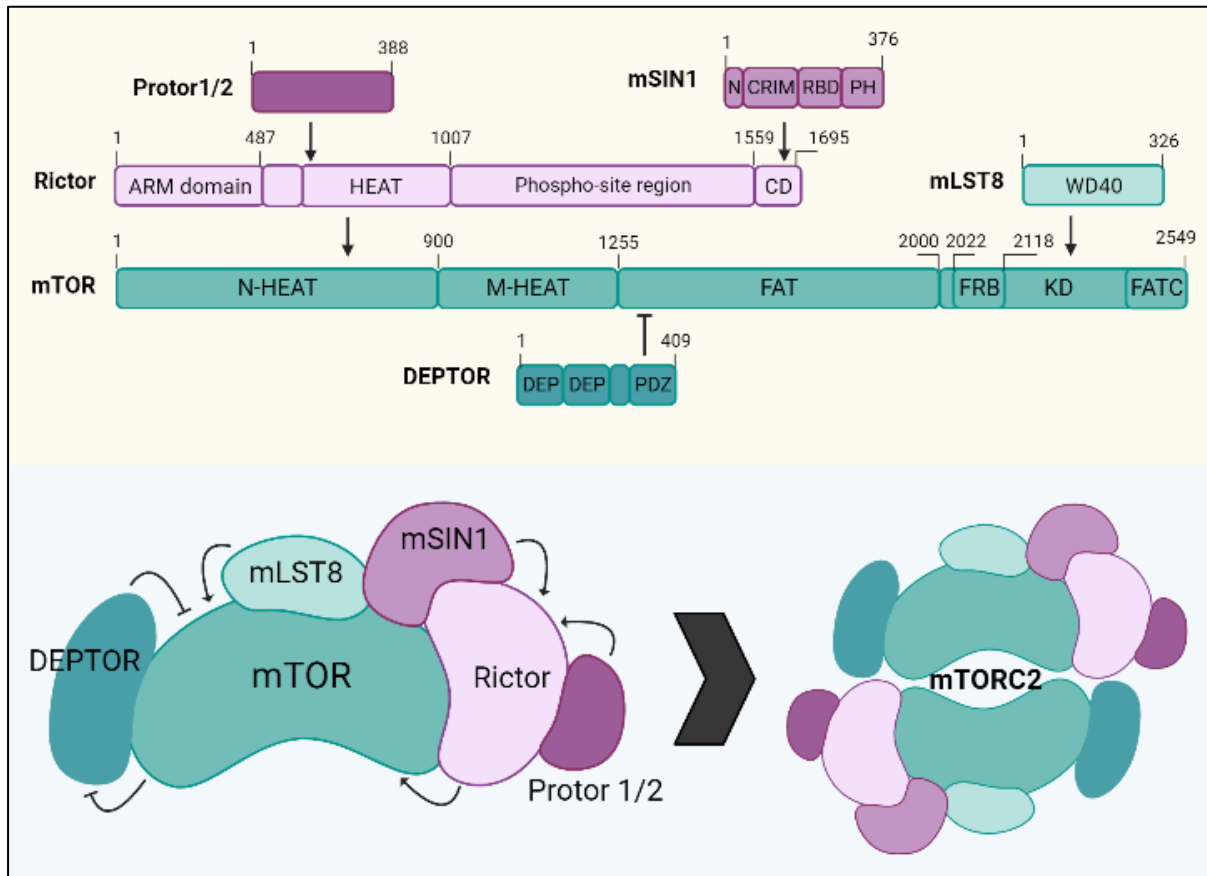 1 388
Protor1/2
1 376
mSIN1 N CRIM RBD PH
1 487 1007 1559 1695
Rictor ARM domain HEAT Phospho-site region CD
1 326
mLST8 WD40
1 900 1255 2000 2022 2118 2549
mTOR N-HEAT M-HEAT FAT FRB KD FATC
1 409
DEPTOR DEP DEP PDZ
mSIN1
mLST8
DEPTOR
mTOR
Rictor
Protor 1/2
mTORC2